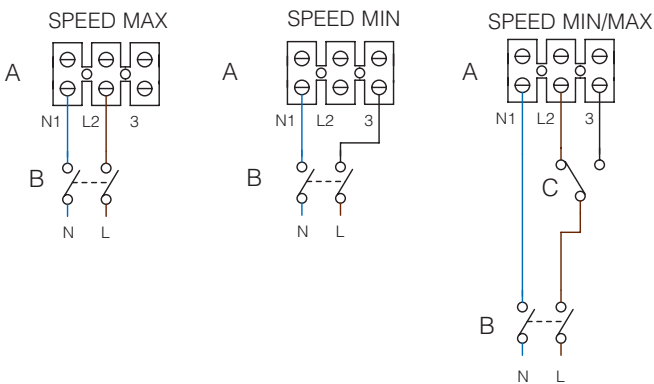 SPEED MAX
A
N1 L2 3
B
N L
SPEED MIN
A
N1 L2 3
B
N L
SPEED MIN/MAX
A
N1 L2 3
C
B
N L